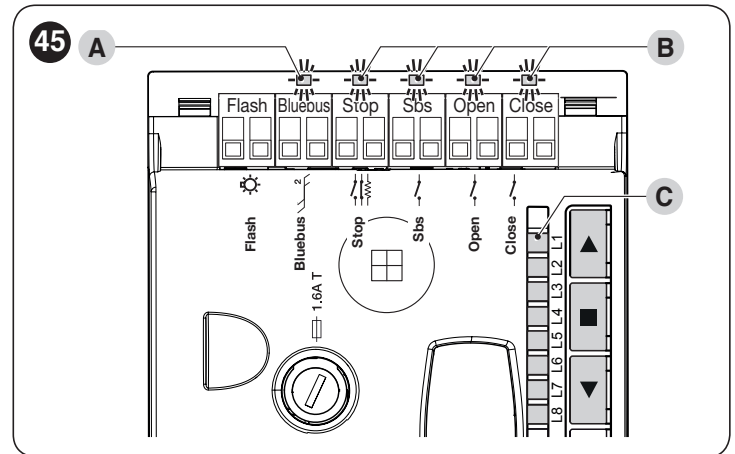 45 A B
Flash Bluebus Stop Sbs Open Close
2
Flash Bluebus Stop Sbs Open Close
C
1.6A T
L1
L2
L3
L4
L5
L6
L7
L8